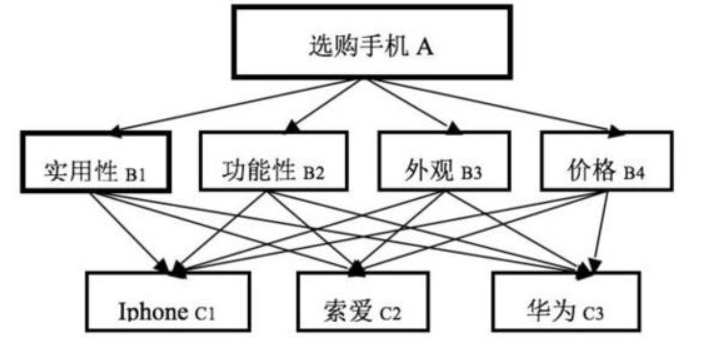 选购手机 A
实用性 B1
功能性 B2
外观 B3
价格 B4
Iphone C1
索爱 C2
华为 C3